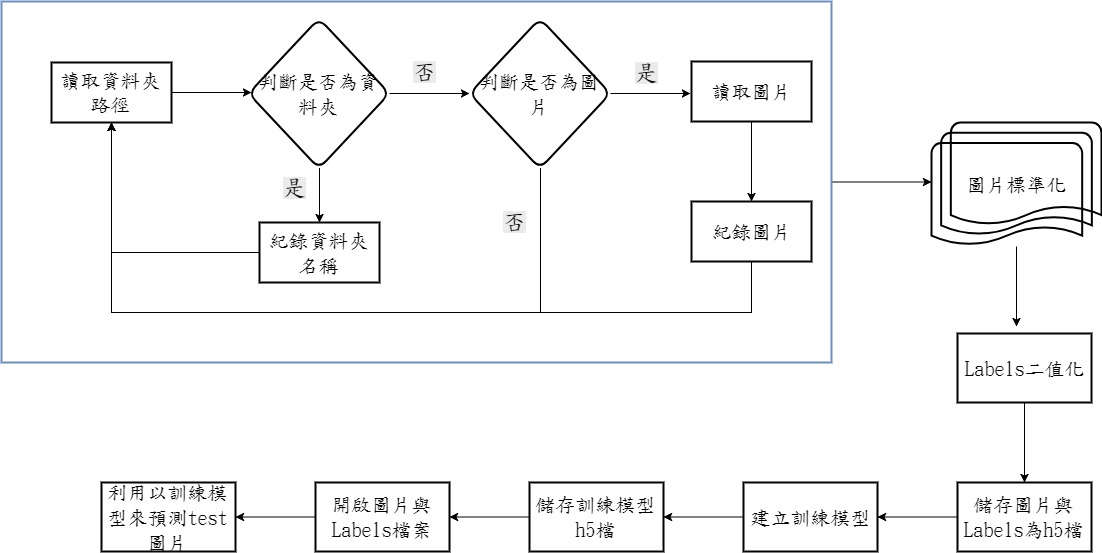 讀取資料夾
路徑
判斷是否為資
料夾
否
判斷是否為圖
片
是
讀取圖片
是
紀錄資料夾
名稱
否
紀錄圖片
圖片標準化
Labels二值化
儲存圖片與
Labels為h5檔
建立訓練模型
儲存訓練模型
h5檔
開啟圖片與
Labels檔案
利用以訓練模
型來預測test
圖片